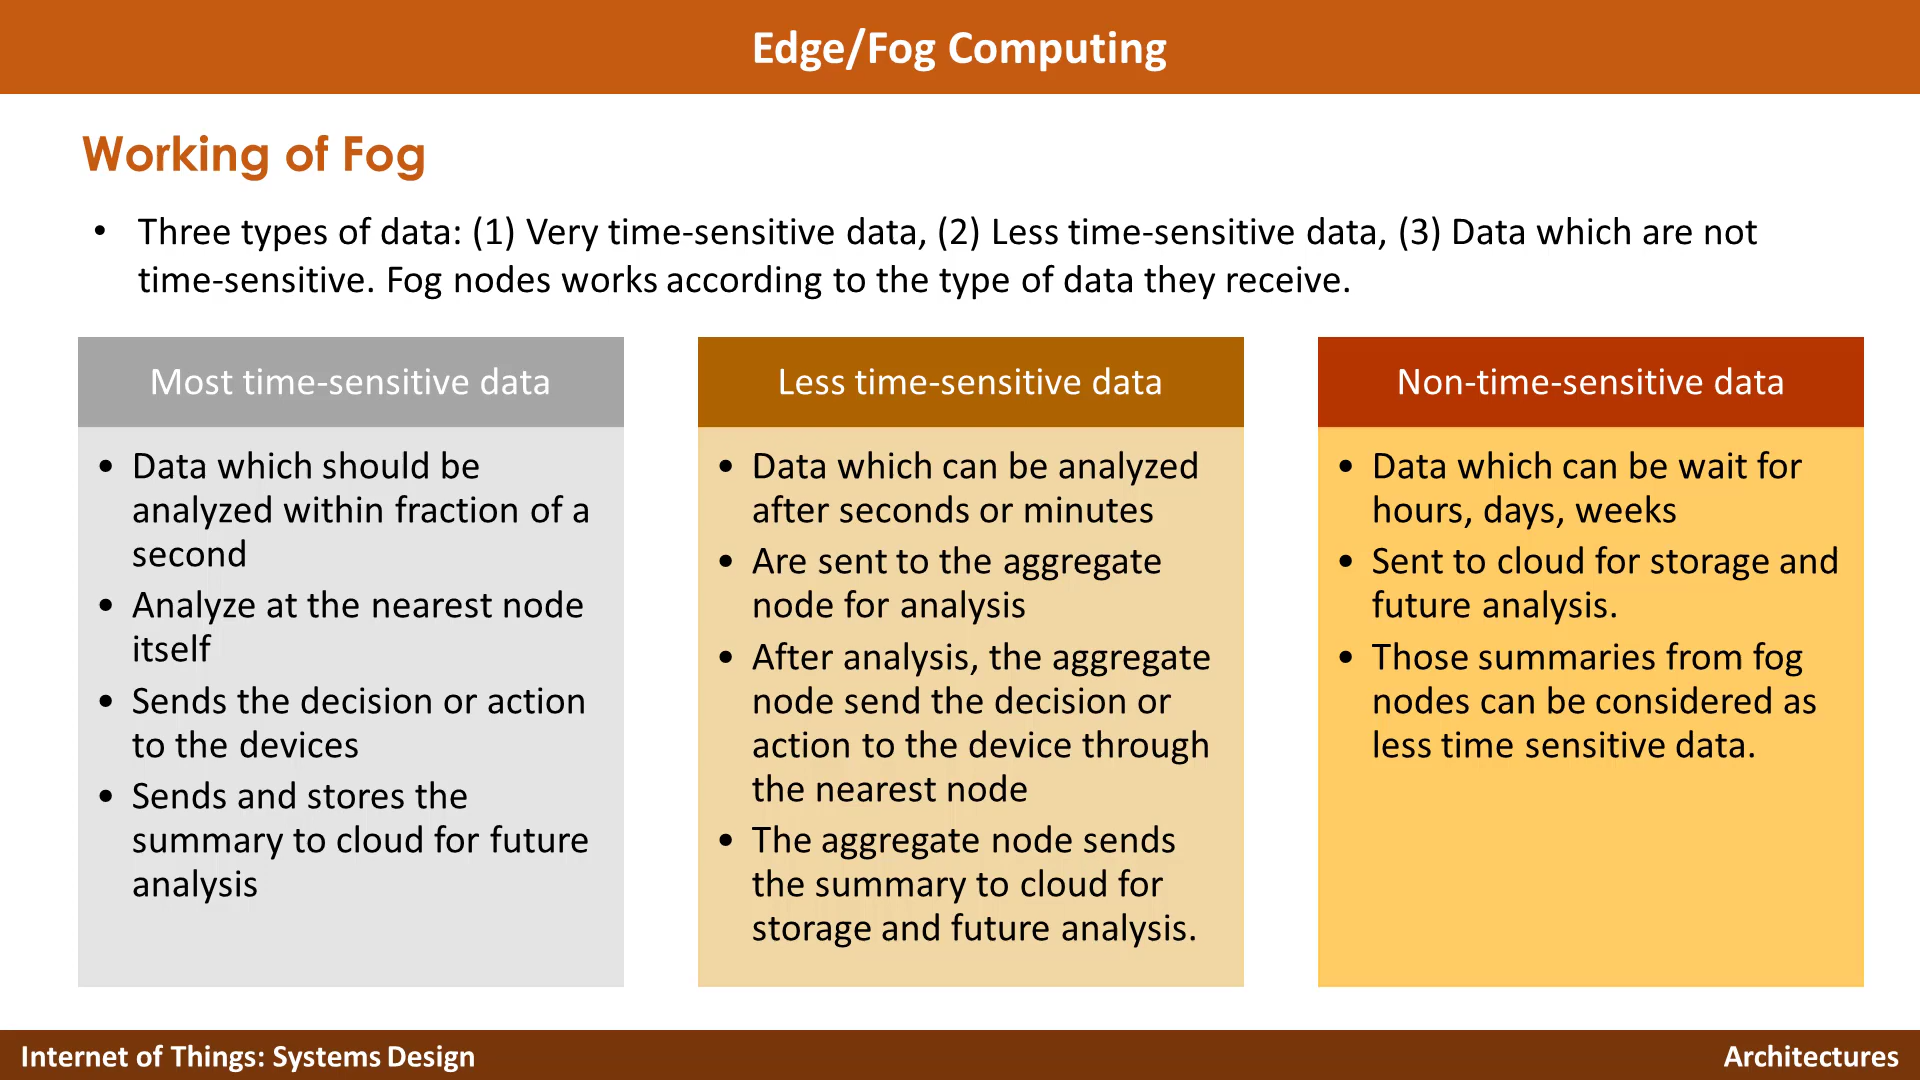 Edge/Fog Computing
Working of Fog
• Three types of data: (1) Very time-sensitive data, (2) Less time-sensitive data, (3) Data which are not
time-sensitive. Fog nodes works according to the type of data they receive.
Most time-sensitive data
• Data which should be
analyzed within fraction of a
second
• Analyze at the nearest node
itself
• Sends the decision or action
to the devices
• Sends and stores the
summary to cloud for future
analysis
Less time-sensitive data
• Data which can be analyzed
after seconds or minutes
• Are sent to the aggregate
node for analysis
• After analysis, the aggregate
node send the decision or
action to the device through
the nearest node
• The aggregate node sends
the summary to cloud for
storage and future analysis.
Non-time-sensitive data
• Data which can be wait for
hours, days, weeks
• Sent to cloud for storage and
future analysis.
• Those summaries from fog
nodes can be considered as
less time sensitive data.
Internet of Things: Systems Design
Architectures